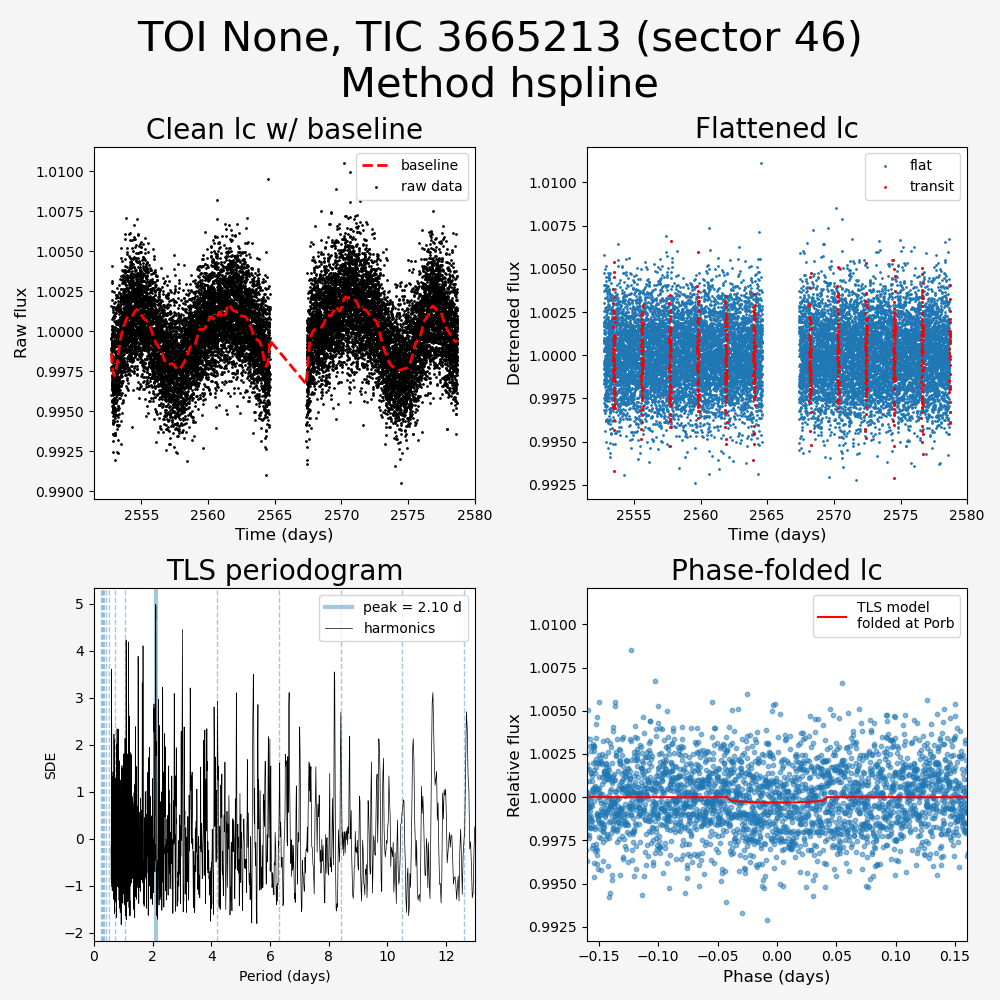 TOI None, TIC 3665213 (sector 46)
Method hspline
Clean lc w/ baseline
baseline
raw data
Raw flux
1.0100
1.0075
1.0050
1.0025
1.0000
0.9975
0.9950
0.9925
0.9900
2555 2560 2565 2570 2575 2580
Time (days)
Flattened lc
flat
transit
Detrended flux
1.0100
1.0075
1.0050
1.0025
1.0000
0.9975
0.9950
0.9925
2555 2560 2565 2570 2575 2580
Time (days)
TLS periodogram
peak = 2.10 d
harmonics
SDE
5
4
3
2
1
0
−1
−2
0 2 4 6 8 10 12
Period (days)
Phase-folded lc
TLS model
folded at Porb
Relative flux
1.0100
1.0075
1.0050
1.0025
1.0000
0.9975
0.9950
0.9925
−0.15 −0.10 −0.05 0.00 0.05 0.10 0.15
Phase (days)